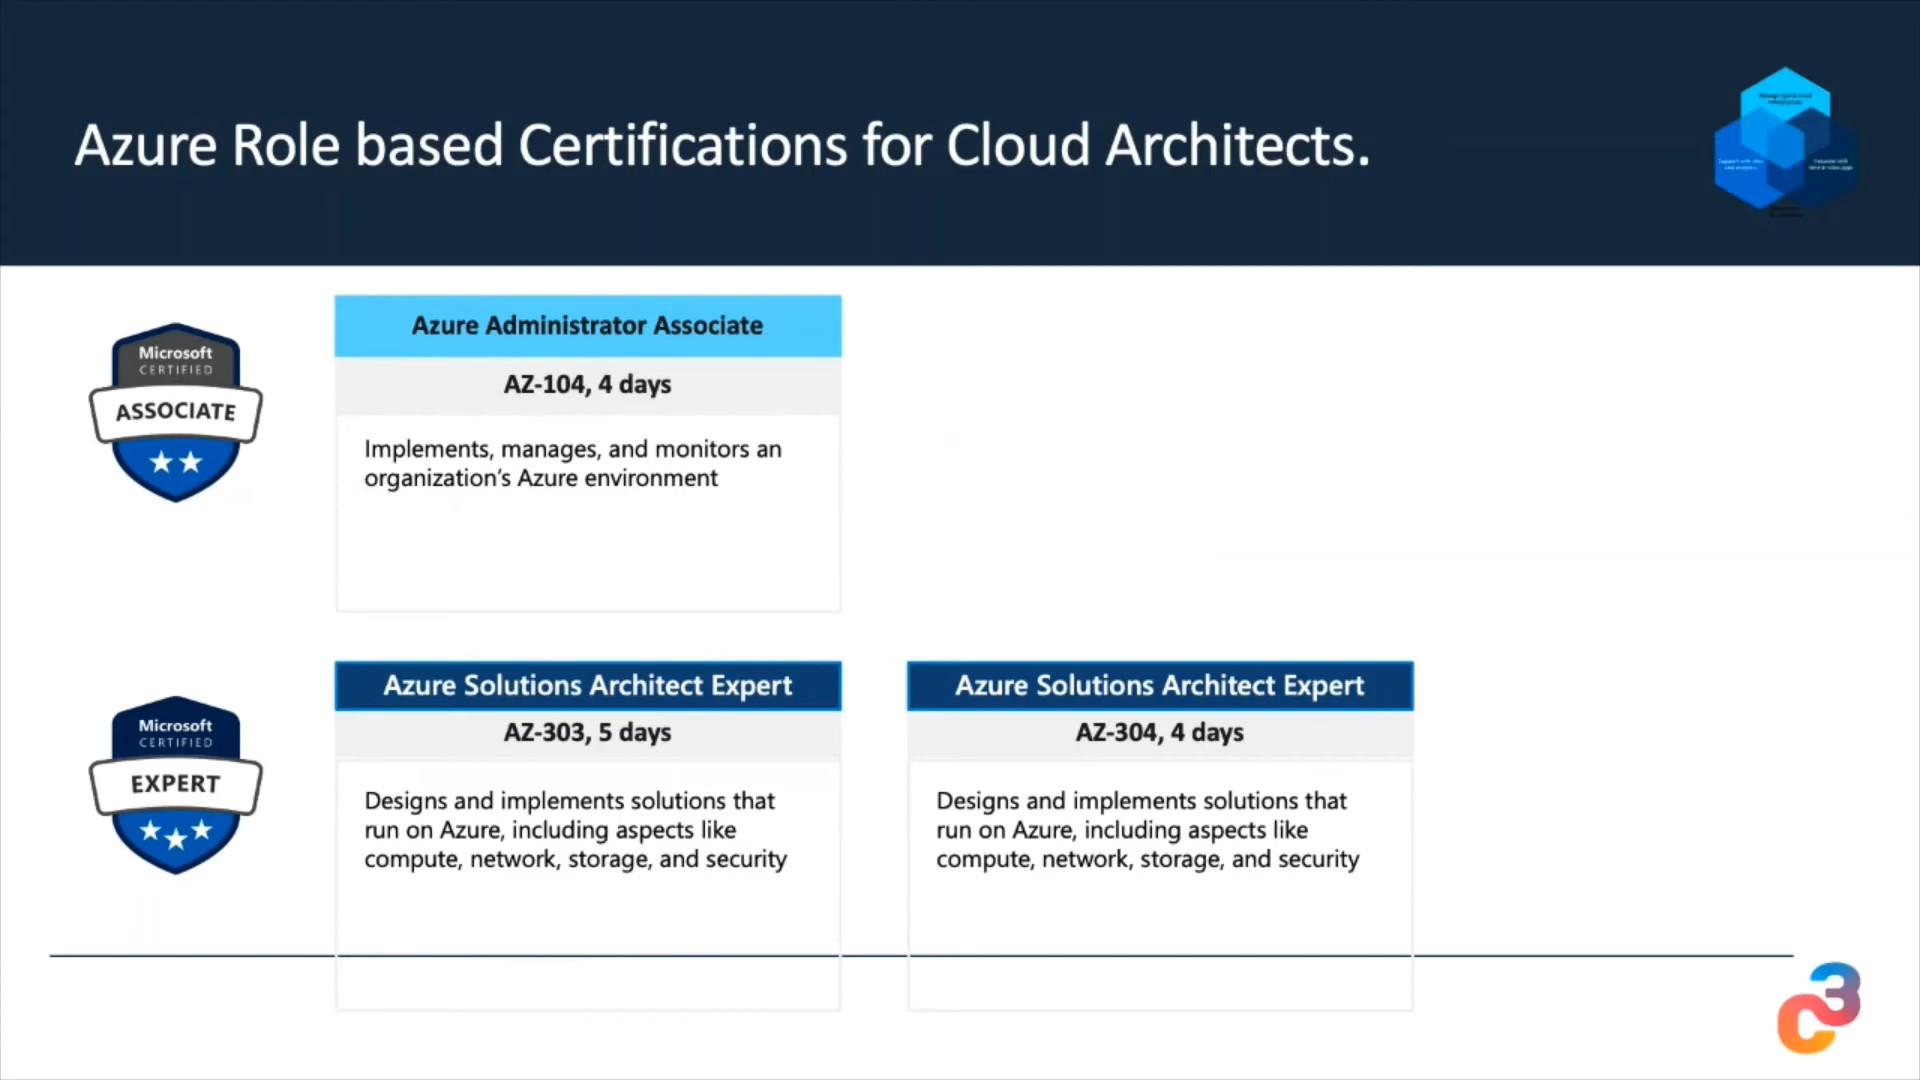 Azure Role based Certifications for Cloud Architects.
Microsoft
CERTIFIED
ASSOCIATE
Azure Administrator Associate
AZ-104, 4 days
Implements, manages, and monitors an
organization’s Azure environment
Microsoft
CERTIFIED
EXPERT
Azure Solutions Architect Expert
AZ-303, 5 days
Designs and implements solutions that
run on Azure, including aspects like
compute, network, storage, and security
Azure Solutions Architect Expert
AZ-304, 4 days
Designs and implements solutions that
run on Azure, including aspects like
compute, network, storage, and security
c3